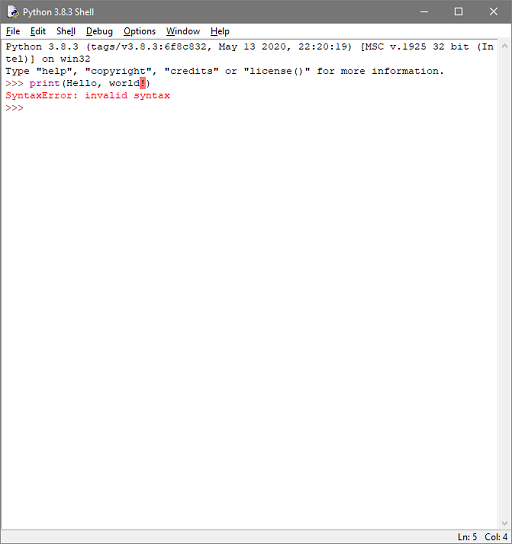 Python 3.8.3 Shell
File Edit Shell Debug Options Window Help
Python 3.8.3 (tags/v3.8.3:6f8c832, May 13 2020, 22:20:19) [MSC v.1925 32 bit (In
tel)] on win32
Type "help", "copyright", "credits" or "license()" for more information.
>>> print(Hello, world!)
SyntaxError: invalid syntax
>>>
Ln: 5 Col: 4